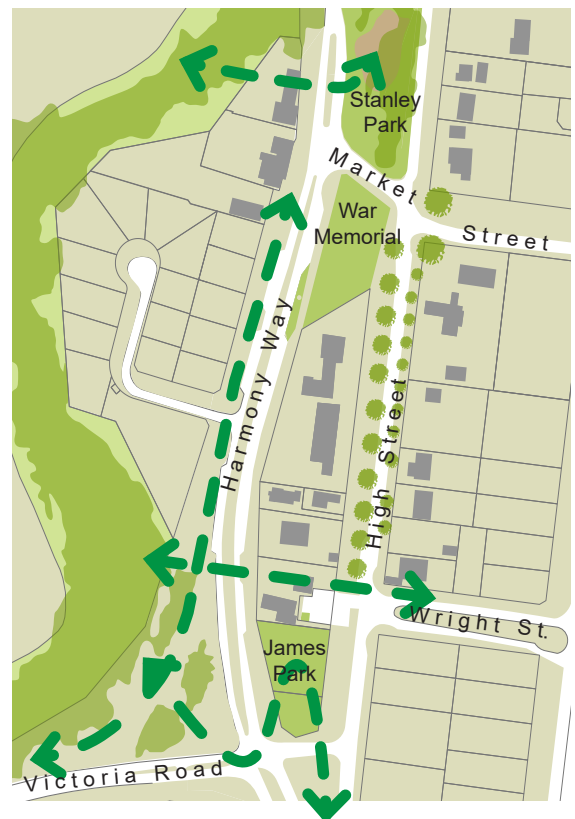 Stanley
Park
Market Street
War
Memorial
Harmony Way
High Street
Wright St.
James
Park
Victoria Road